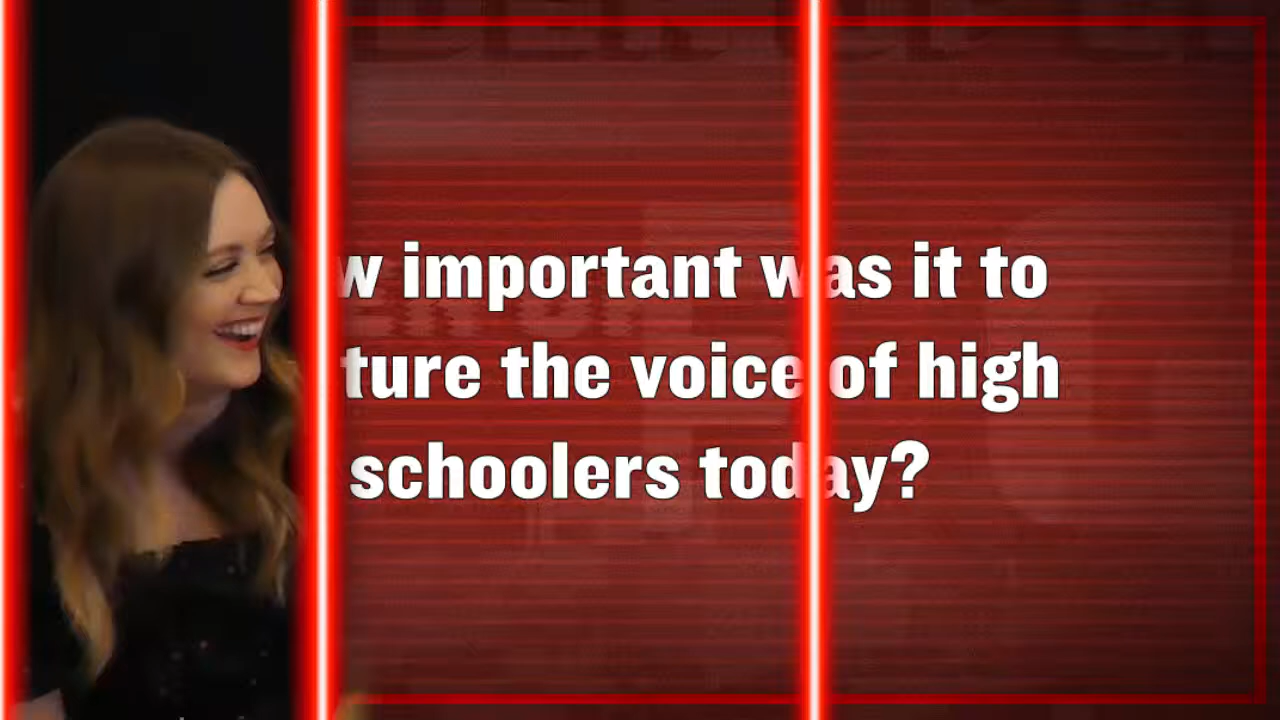 w important was it to
ture the voice of high
schoolers today?